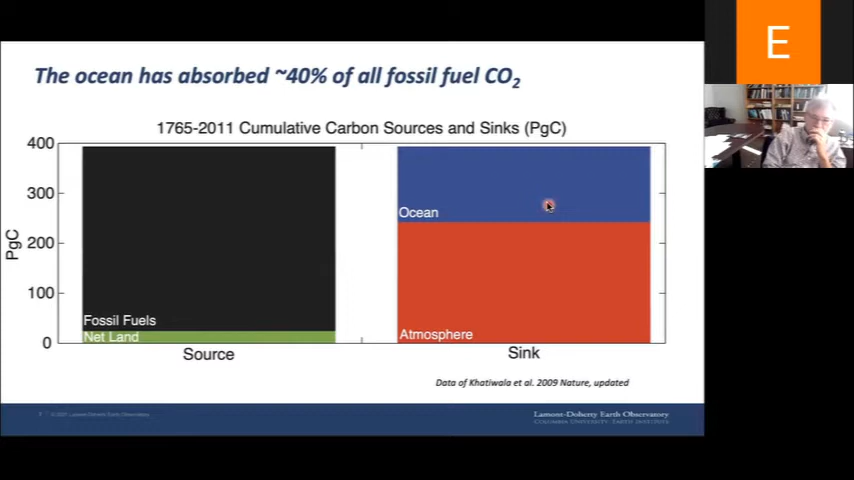 The ocean has absorbed ~40% of all fossil fuel CO₂
1765-2011 Cumulative Carbon Sources and Sinks (PgC)
400
300
200
100
0
PgC
Fossil Fuels
Net Land
Source
Ocean
Atmosphere
Sink
Data of Khatiwala et al. 2009 Nature, updated
Lamont-Doherty Earth Observatory
Columbia University | Earth Institute
E